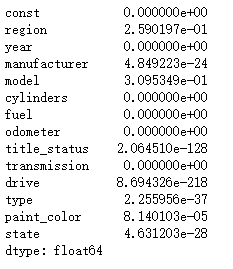 const 0.000000e+00
region 2.590197e-01
year 0.000000e+00
manufacturer 4.849223e-24
model 3.095349e-01
cylinders 0.000000e+00
fuel 0.000000e+00
odometer 0.000000e+00
title_status 2.064510e-128
transmission 0.000000e+00
drive 8.694326e-218
type 2.255956e-37
paint_color 8.140103e-05
state 4.631203e-28
dtype: float64